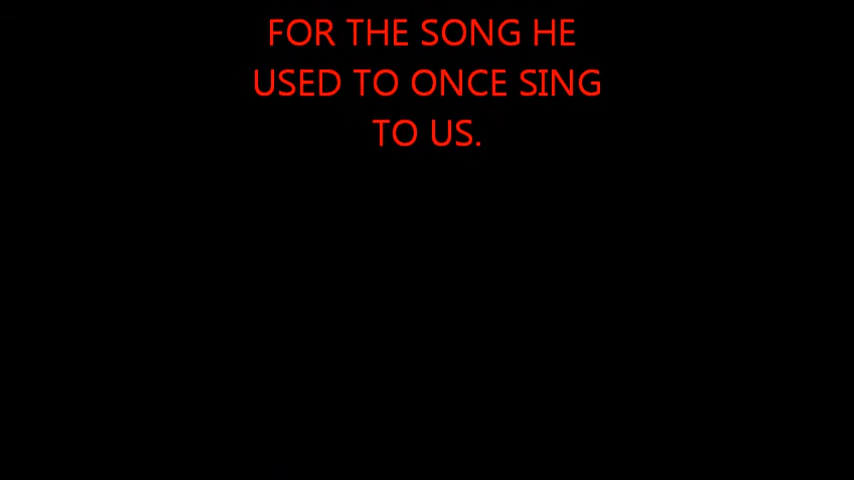 FOR THE SONG HE
USED TO ONCE SING
TO US.